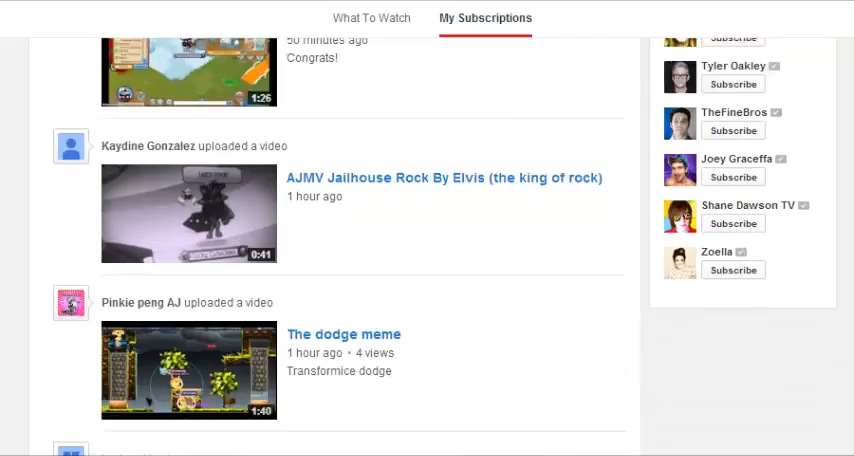 What To Watch
My Subscriptions
50 minutes ago
Congrats!
1:26
Kaydine Gonzalez uploaded a video
AJMV Jailhouse Rock By Elvis (the king of rock)
1 hour ago
0:41
Pinkie peng AJ uploaded a video
The dodge meme
1 hour ago • 4 views
Transformice dodge
1:40
Subscribe
Tyler Oakley
Subscribe
TheFineBros
Subscribe
Joey Graceffa
Subscribe
Shane Dawson TV
Subscribe
Zoella
Subscribe